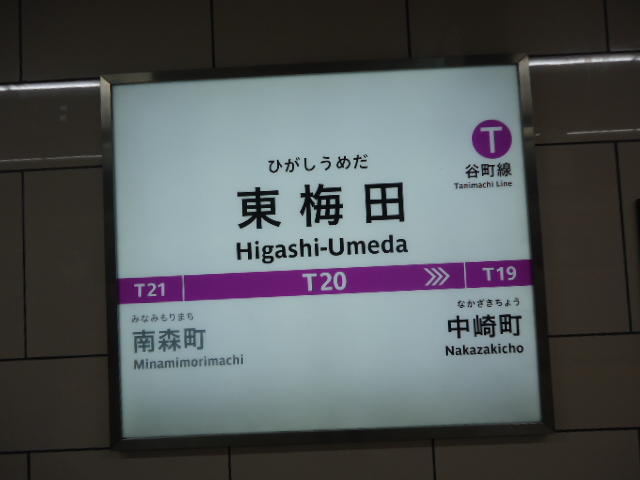 T
谷町線
Tanimachi Line
ひがしうめだ
東梅田
Higashi-Umeda
T21 T20 T19
みなみもりまち
南森町
Minamimorimachi
なかざきちょう
中崎町
Nakazakicho